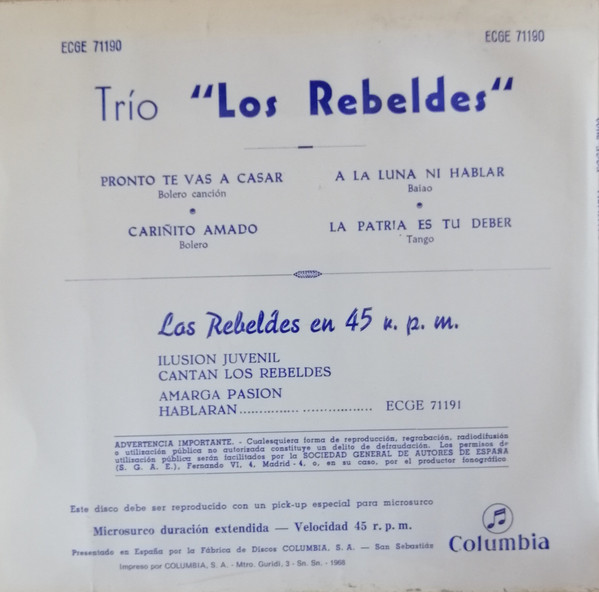 ECGE 71190
ECGE 71190
Trío "Los Rebeldes"
PRONTO TE VAS A CASAR
Bolero canción
CARIÑITO AMADO
Bolero
A LA LUNA NI HABLAR
Baiao
LA PATRIA ES TU DEBER
Tango
Los Rebeldes en 45 r. p. m.
ILUSION JUVENIL
CANTAN LOS REBELDES
AMARGA PASION
HABLARAN................................. ECGE 71191
ADVERTENCIA IMPORTANTE. - Cualesquiera forma de reproducción, regrabación, radiodifusión
o utilización pública no autorizada constituye un delito de defraudación. Los permisos de
utilización pública serán facilitados por la SOCIEDAD GENERAL DE AUTORES DE ESPAÑA
(S. G. A. E.), Fernando VI, 4, Madrid-4, o, en su caso, por el productor fonográfico
Este disco debe ser reproducido con un pick-up especial para microsurco
Microsurco duración extendida — Velocidad 45 r. p. m.
Presentado en España por la Fábrica de Discos COLUMBIA, S. A. — San Sebastián
Impreso por COLUMBIA, S. A. - Mtro. Guridi, 3 - Sn. Sn. - 1968
Columbia